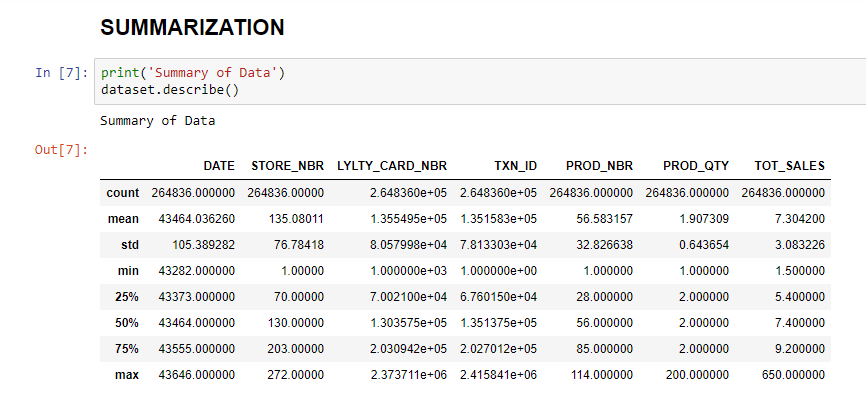 SUMMARIZATION
In [7]: print('Summary of Data')
dataset.describe()
Summary of Data
Out[7]:
DATE STORE_NBR LYLTY_CARD_NBR TXN_ID PROD_NBR PROD_QTY TOT_SALES
count 264836.000000 264836.00000 2.648360e+05 2.648360e+05 264836.000000 264836.000000 264836.000000
mean 43464.036260 135.08011 1.355495e+05 1.351583e+05 56.583157 1.907309 7.304200
std 105.389282 76.78418 8.057998e+04 7.813303e+04 32.826638 0.643654 3.083226
min 43282.000000 1.00000 1.000000e+03 1.000000e+00 1.000000 1.000000 1.500000
25% 43373.000000 70.00000 7.002100e+04 6.760150e+04 28.000000 2.000000 5.400000
50% 43464.000000 130.00000 1.303575e+05 1.351375e+05 56.000000 2.000000 7.400000
75% 43555.000000 203.00000 2.030942e+05 2.027012e+05 85.000000 2.000000 9.200000
max 43646.000000 272.00000 2.373711e+06 2.415841e+06 114.000000 200.000000 650.000000